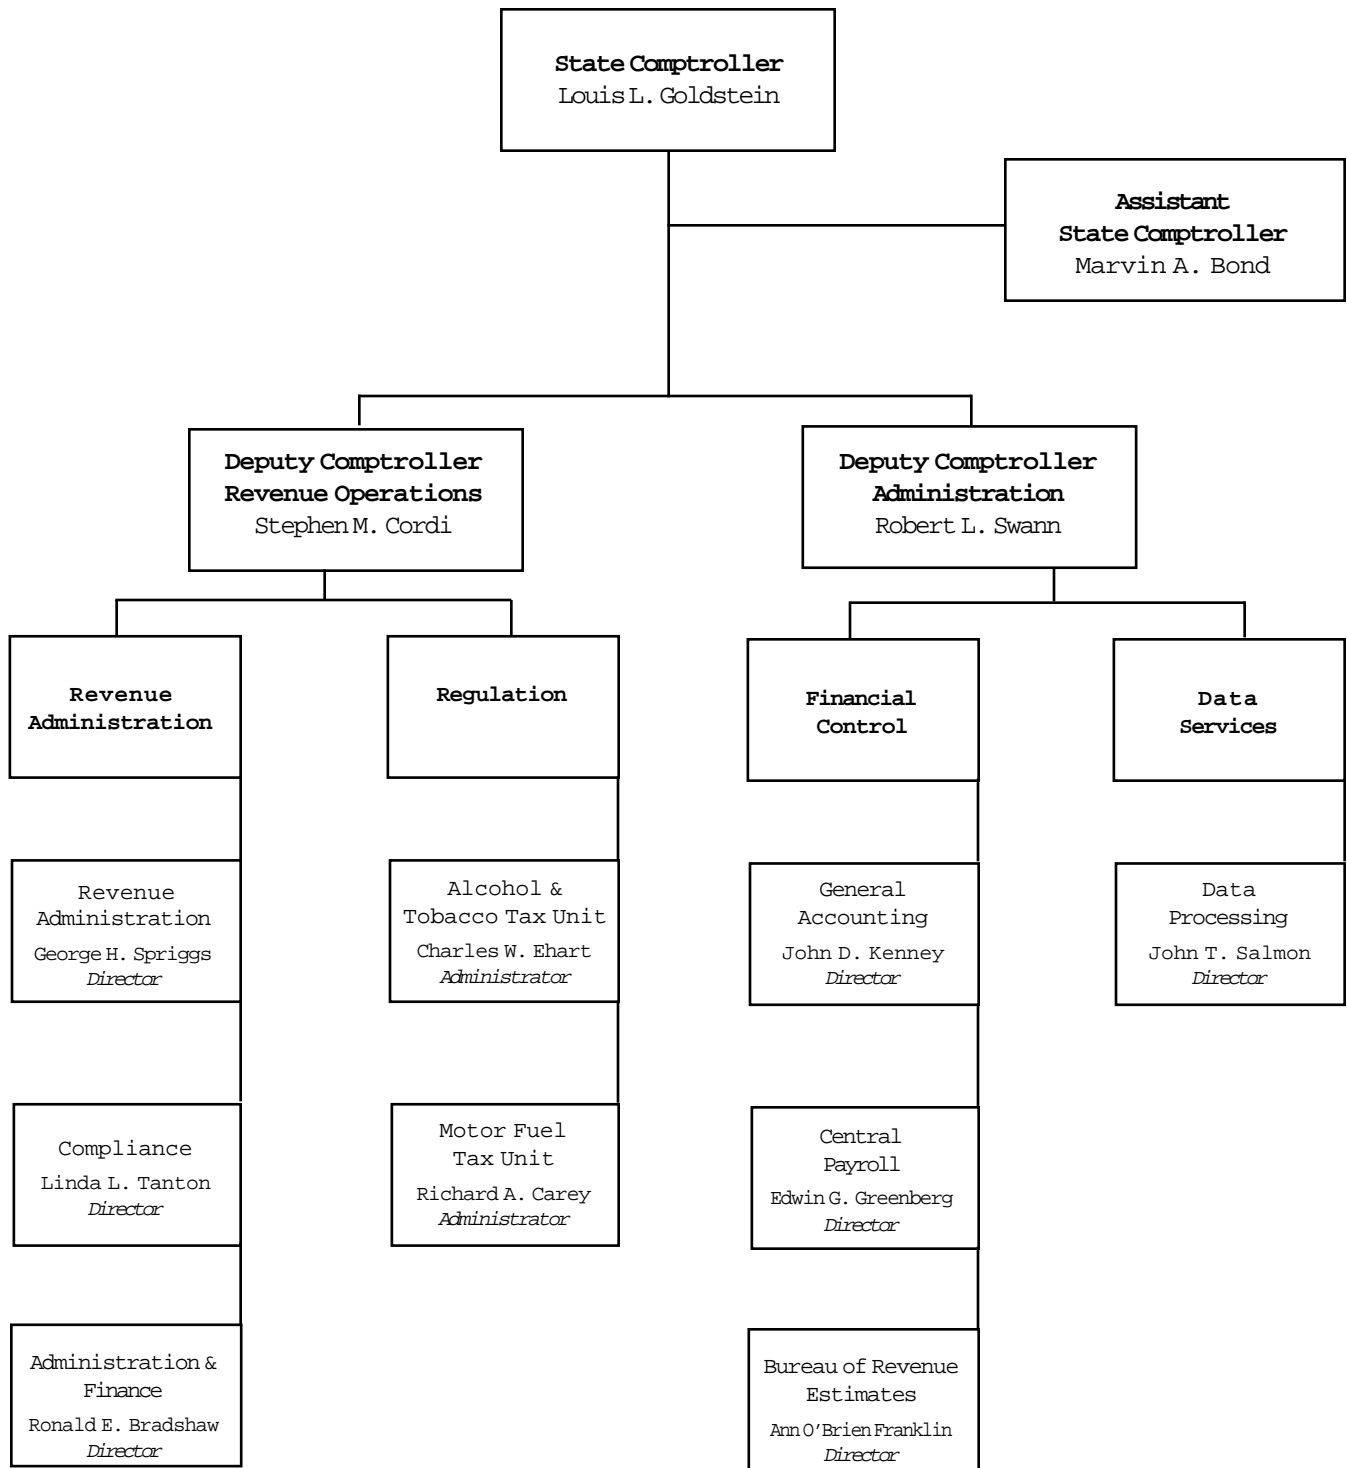 State Comptroller
Louis L. Goldstein
Assistant
State Comptroller
Marvin A. Bond
Deputy Comptroller
Revenue Operations
Stephen M. Cordi
Deputy Comptroller
Administration
Robert L. Swann
Revenue
Administration
Regulation
Financial
Control
Data
Services
Revenue
Administration
George H. Spriggs
Director
Alcohol &
Tobacco Tax Unit
Charles W. Ehart
Administrator
General
Accounting
John D. Kenney
Director
Data
Processing
John T. Salmon
Director
Compliance
Linda L. Tanton
Director
Motor Fuel
Tax Unit
Richard A. Carey
Administrator
Central
Payroll
Edwin G. Greenberg
Director
Administration &
Finance
Ronald E. Bradshaw
Director
Bureau of Revenue
Estimates
Ann O'Brien Franklin
Director